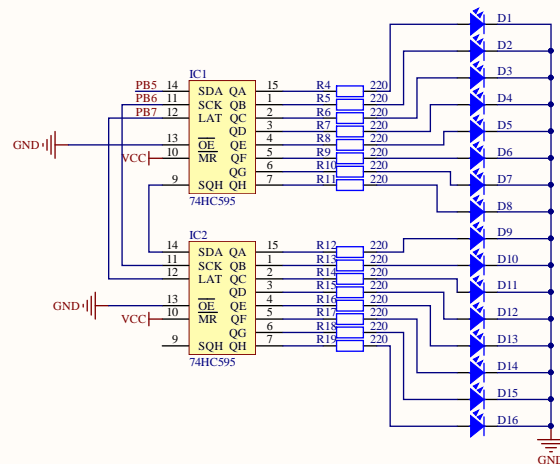 D1
IC1
D2
PB5 14 SDA QA 15 R4 220 D3
PB6 11 SCK QB 1 R5 220
PB7 12 LAT QC 2 R6 220 D4
QD 3 R7 220
GND 13 OE QE 4 R8 220 D5
VCC 10 MR QF 5 R9 220 D6
QG 6 R10 220
9 SQH QH 7 R11 220 D7
74HC595
D8
IC2
D9
14 SDA QA 15 R12 220
11 SCK QB 1 R13 220 D10
12 LAT QC 2 R14 220
QD 3 R15 220 D11
GND 13 OE QE 4 R16 220
VCC 10 MR QF 5 R17 220 D12
QG 6 R18 220
9 SQH QH 7 R19 220 D13
74HC595
D14
D15
D16
GND